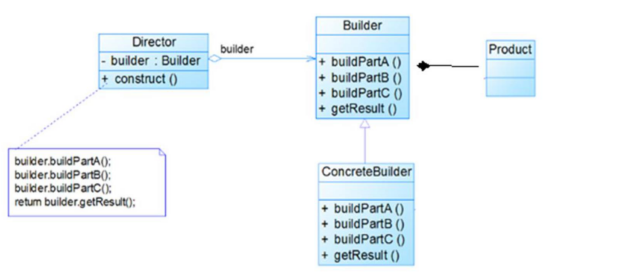 Director
- builder : Builder
+ construct ()
builder
Builder
+ buildPartA ()
+ buildPartB ()
+ buildPartC ()
+ getResult ()
Product
builder.buildPartA();
builder.buildPartB();
builder.buildPartC();
return builder.getResult();
ConcreteBuilder
+ buildPartA ()
+ buildPartB ()
+ buildPartC ()
+ getResult ()